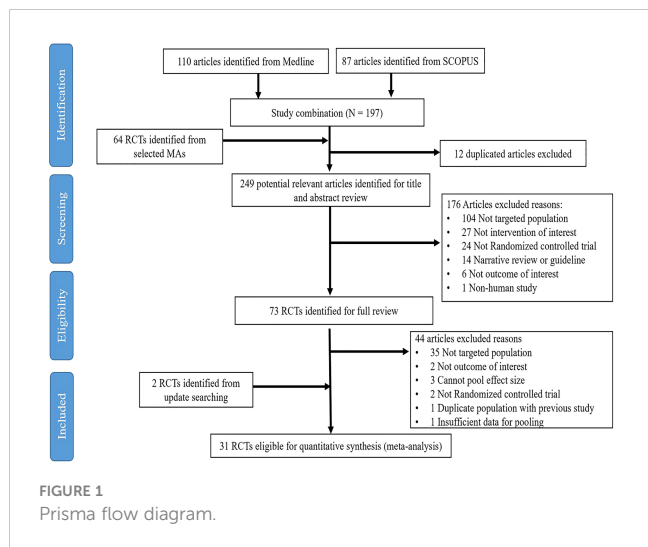 Identification
110 articles identified from Medline
87 articles identified from SCOPUS
Study combination (N = 197)
64 RCTs identified from
selected MAs
12 duplicated articles excluded
Screening
249 potential relevant articles identified for title
and abstract review
176 Articles excluded reasons:
• 104 Not targeted population
• 27 Not intervention of interest
• 24 Not Randomized controlled trial
• 14 Narrative review or guideline
• 6 Not outcome of interest
• 1 Non-human study
Eligibility
73 RCTs identified for full review
44 articles excluded reasons
• 35 Not targeted population
• 2 Not outcome of interest
• 3 Cannot pool effect size
• 2 Not Randomized controlled trial
• 1 Duplicate population with previous study
• 1 Insufficient data for pooling
Included
2 RCTs identified from
update searching
31 RCTs eligible for quantitative synthesis (meta-analysis)
FIGURE 1
Prisma flow diagram.